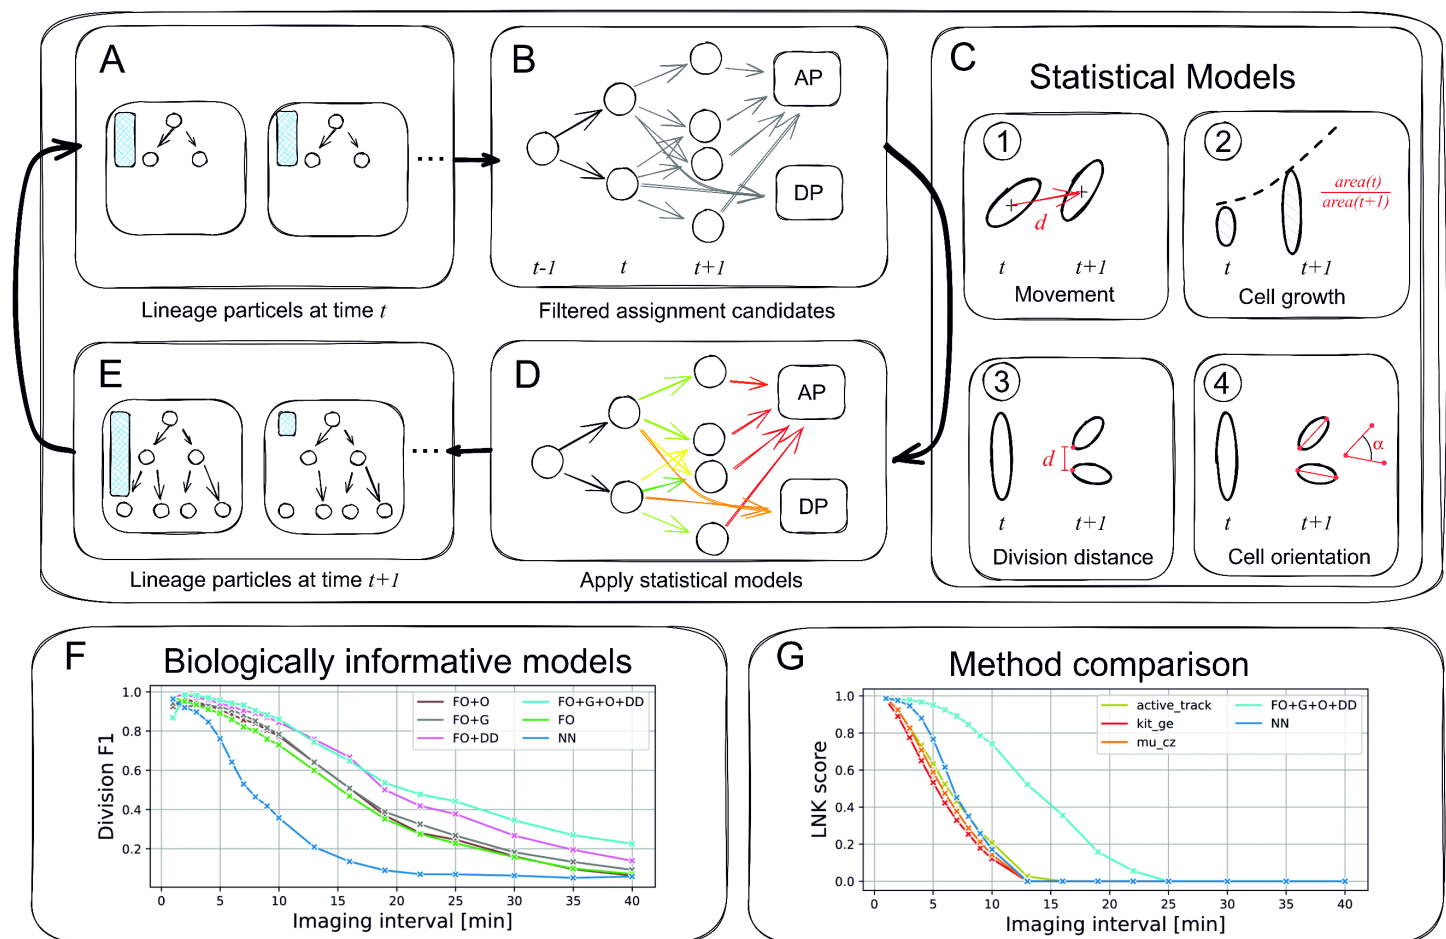 A
Lineage particels at time t
B
AP
DP
t-1
t
t+1
Filtered assignment candidates
C
Statistical Models
1
d
t
t+1
Movement
2
area(t)
area(t+1)
t
t+1
Cell growth
3
d
t
t+1
Division distance
4
α
t
t+1
Cell orientation
E
Lineage particles at time t+1
D
AP
DP
Apply statistical models
F
Biologically informative models
1.0
0.8
0.6
0.4
0.2
Division F1
FO+O
FO+G
FO+DD
FO+G+O+DD
FO
NN
0 5 10 15 20 25 30 35 40
Imaging interval [min]
G
Method comparison
1.0
0.8
0.6
0.4
0.2
0.0
LNK score
active_track
kit_ge
mu_cz
FO+G+O+DD
NN
0 5 10 15 20 25 30 35 40
Imaging interval [min]